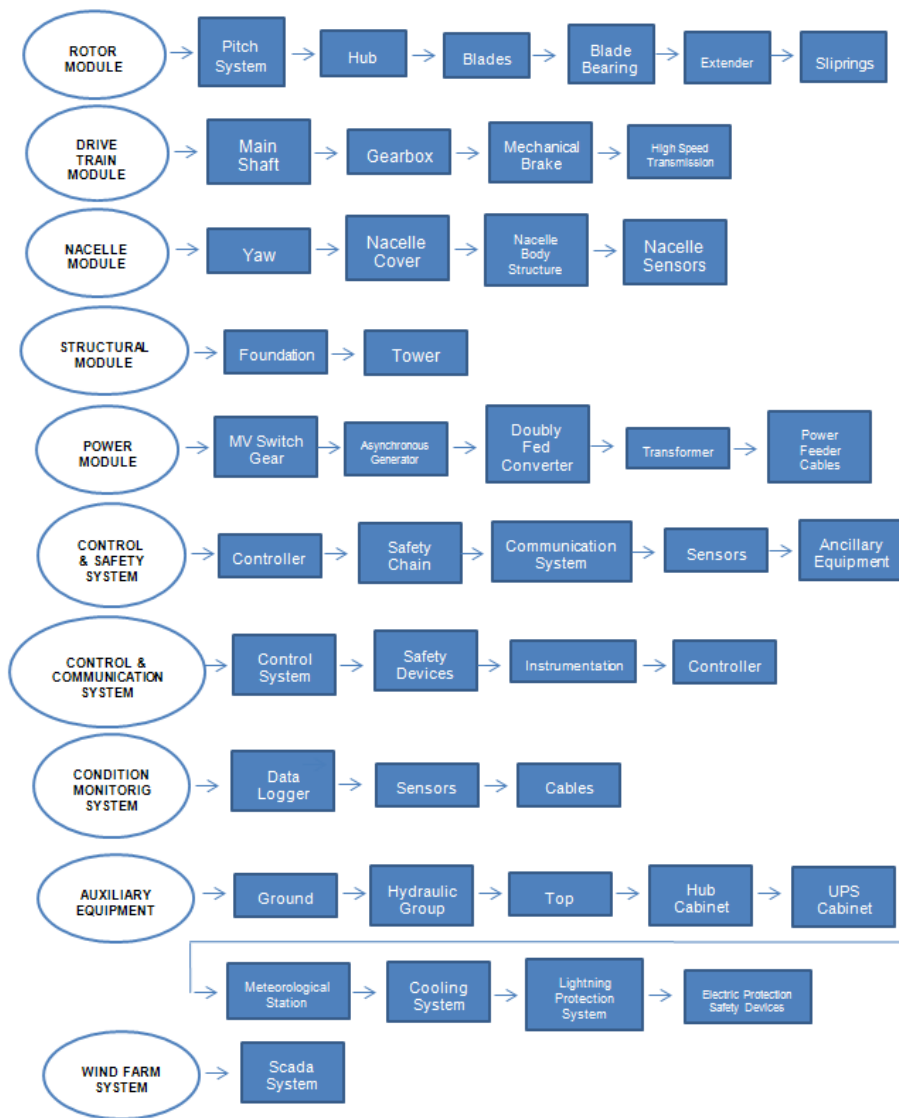 ROTOR
MODULE
Pitch
System
Hub
Blades
Blade
Bearing
Extender
Sliprings
DRIVE
TRAIN
MODULE
Main
Shaft
Gearbox
Mechanical
Brake
High Speed
Transmission
NACELLE
MODULE
Yaw
Nacelle
Cover
Nacelle
Body
Structure
Nacelle
Sensors
STRUCTURAL
MODULE
Foundation
Tower
POWER
MODULE
MV Switch
Gear
Asynchronous
Generator
Doubly
Fed
Converter
Transformer
Power
Feeder
Cables
CONTROL
& SAFETY
SYSTEM
Controller
Safety
Chain
Communication
System
Sensors
Ancillary
Equipment
CONTROL &
COMMUNICATION
SYSTEM
Control
System
Safety
Devices
Instrumentation
Controller
CONDITION
MONITORIG
SYSTEM
Data
Logger
Sensors
Cables
AUXILIARY
EQUIPMENT
Ground
Hydraulic
Group
Top
Hub
Cabinet
UPS
Cabinet
Meteorological
Station
Cooling
System
Lightning
Protection
System
Electric Protection
Safety Devices
WIND FARM
SYSTEM
Scada
System